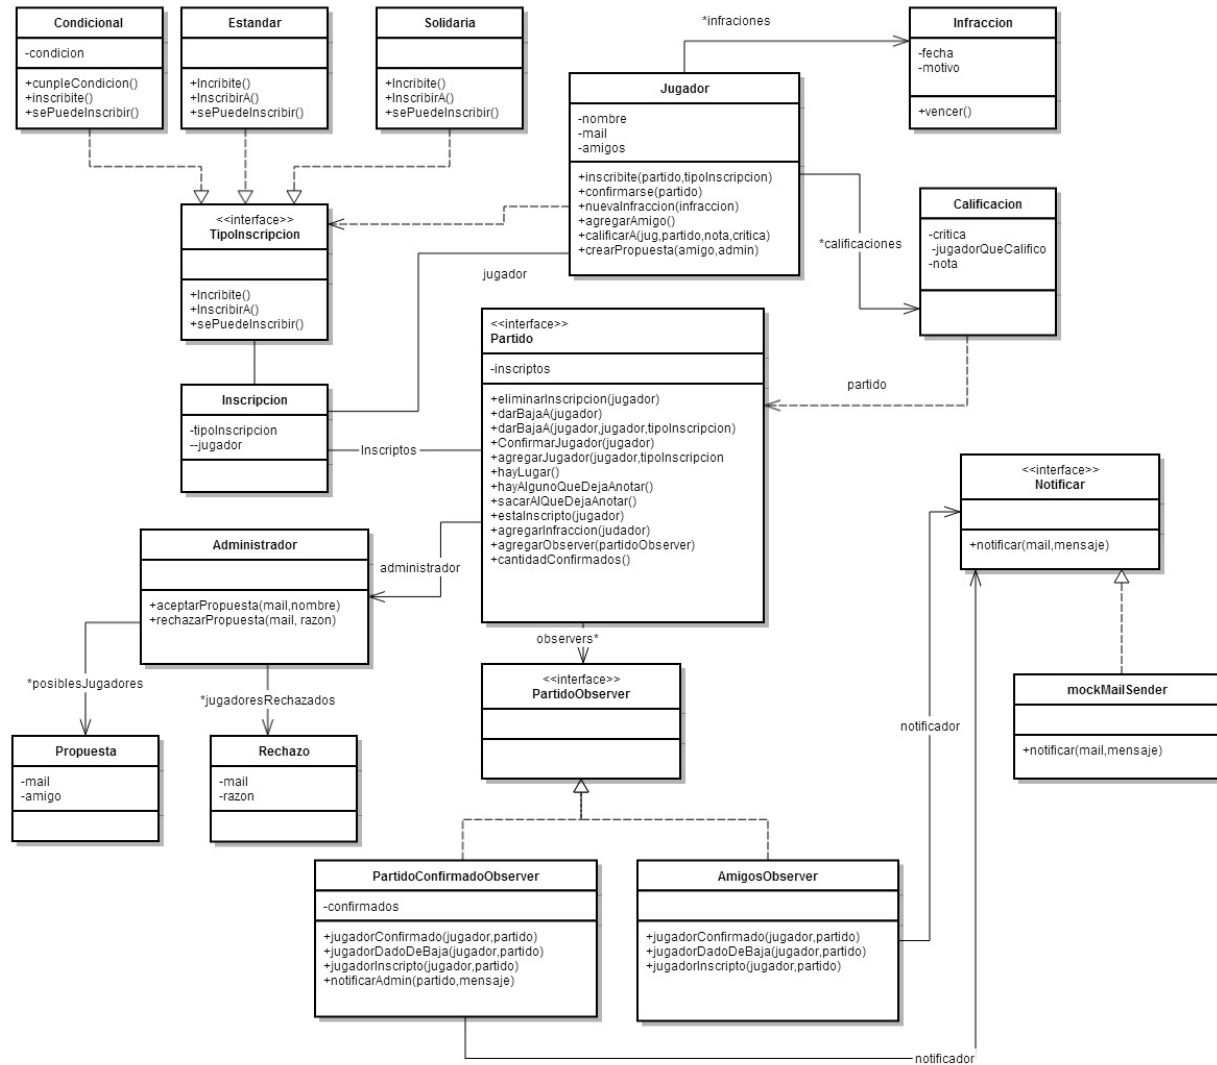 Condicional
-condicion
+cunpleCondicion()
+inscribite()
+sePuedeInscribir()
Estandar
+Incribite()
+InscribirA()
+sePuedeInscribir()
Solidaria
+Incribite()
+InscribirA()
+sePuedeInscribir()
*infraciones
Infraccion
-fecha
-motivo
+vencer()
Jugador
-nombre
-mail
-amigos
+inscribite(partido,tipoInscripcion)
+confirmarse(partido)
+nuevaInfraccion(infraccion)
+agregarAmigo()
+calificarA(jug,partido,nota,critica)
+crearPropuesta(amigo,admin)
*calificaciones
Calificacion
-critica
-jugadorQueCalifico
-nota
<<interface>>
TipoInscripcion
+Incribite()
+InscribirA()
+sePuedeInscribir()
jugador
<<interface>>
Partido
-inscriptos
+eliminarInscripcion(jugador)
+darBajaA(jugador)
+darBajaA(jugador,jugador,tipoInscripcion)
+ConfirmarJugador(jugador)
+agregarJugador(jugador,tipoInscripcion
+hayLugar()
+hayAlgunoQueDejaAnotar()
+sacarAlQueDejaAnotar()
+estaInscripto(jugador)
+agregarInfraccion(judador)
+agregarObserver(partidoObserver)
+cantidadConfirmados()
partido
Inscripcion
-tipoInscripcion
--jugador
Inscriptos
<<interface>>
Notificar
+notificar(mail,mensaje)
Administrador
+aceptarPropuesta(mail,nombre)
+rechazarPropuesta(mail, razon)
administrador
observers*
*posiblesJugadores
*jugadoresRechazados
<<interface>>
PartidoObserver
mockMailSender
+notificar(mail,mensaje)
notificador
Propuesta
-mail
-amigo
Rechazo
-mail
-razon
PartidoConfirmadoObserver
-confirmados
+jugadorConfirmado(jugador,partido)
+jugadorDadoDeBaja(jugador,partido)
+jugadorInscripto(jugador,partido)
+notificarAdmin(partido,mensaje)
AmigosObserver
+jugadorConfirmado(jugador,partido)
+jugadorDadoDeBaja(jugador,partido)
+jugadorInscripto(jugador,partido)
notificador